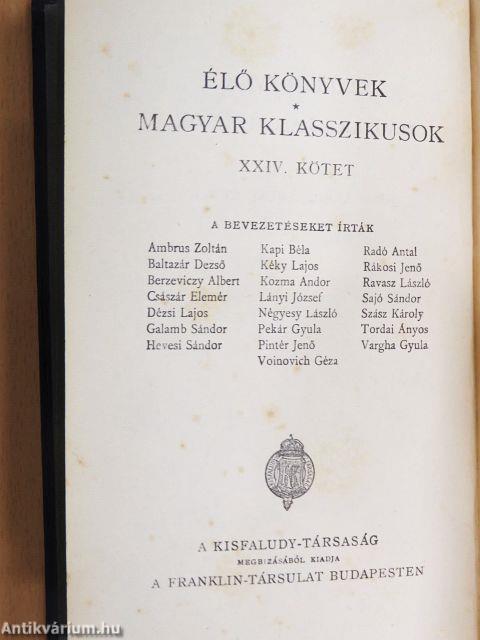 ÉLŐ KÖNYVEK
*
MAGYAR KLASSZIKUSOK
XXIV. KÖTET
A BEVEZETÉSEKET ÍRTÁK
Ambrus Zoltán
Baltazár Dezső
Berzeviczy Albert
Császár Elemér
Dézsi Lajos
Galamb Sándor
Hevesi Sándor
Kapi Béla
Kéky Lajos
Kozma Andor
Lányi József
Négyesy László
Pekár Gyula
Pintér Jenő
Voinovich Géza
Radó Antal
Rákosi Jenő
Ravasz László
Sajó Sándor
Szász Károly
Tordai Ányos
Vargha Gyula
A KISFALUDY-TÁRSASÁG
MEGBIZÁSÁBÓL KIADJA
A FRANKLIN-TÁRSULAT BUDAPESTEN
Antikvárium.hu